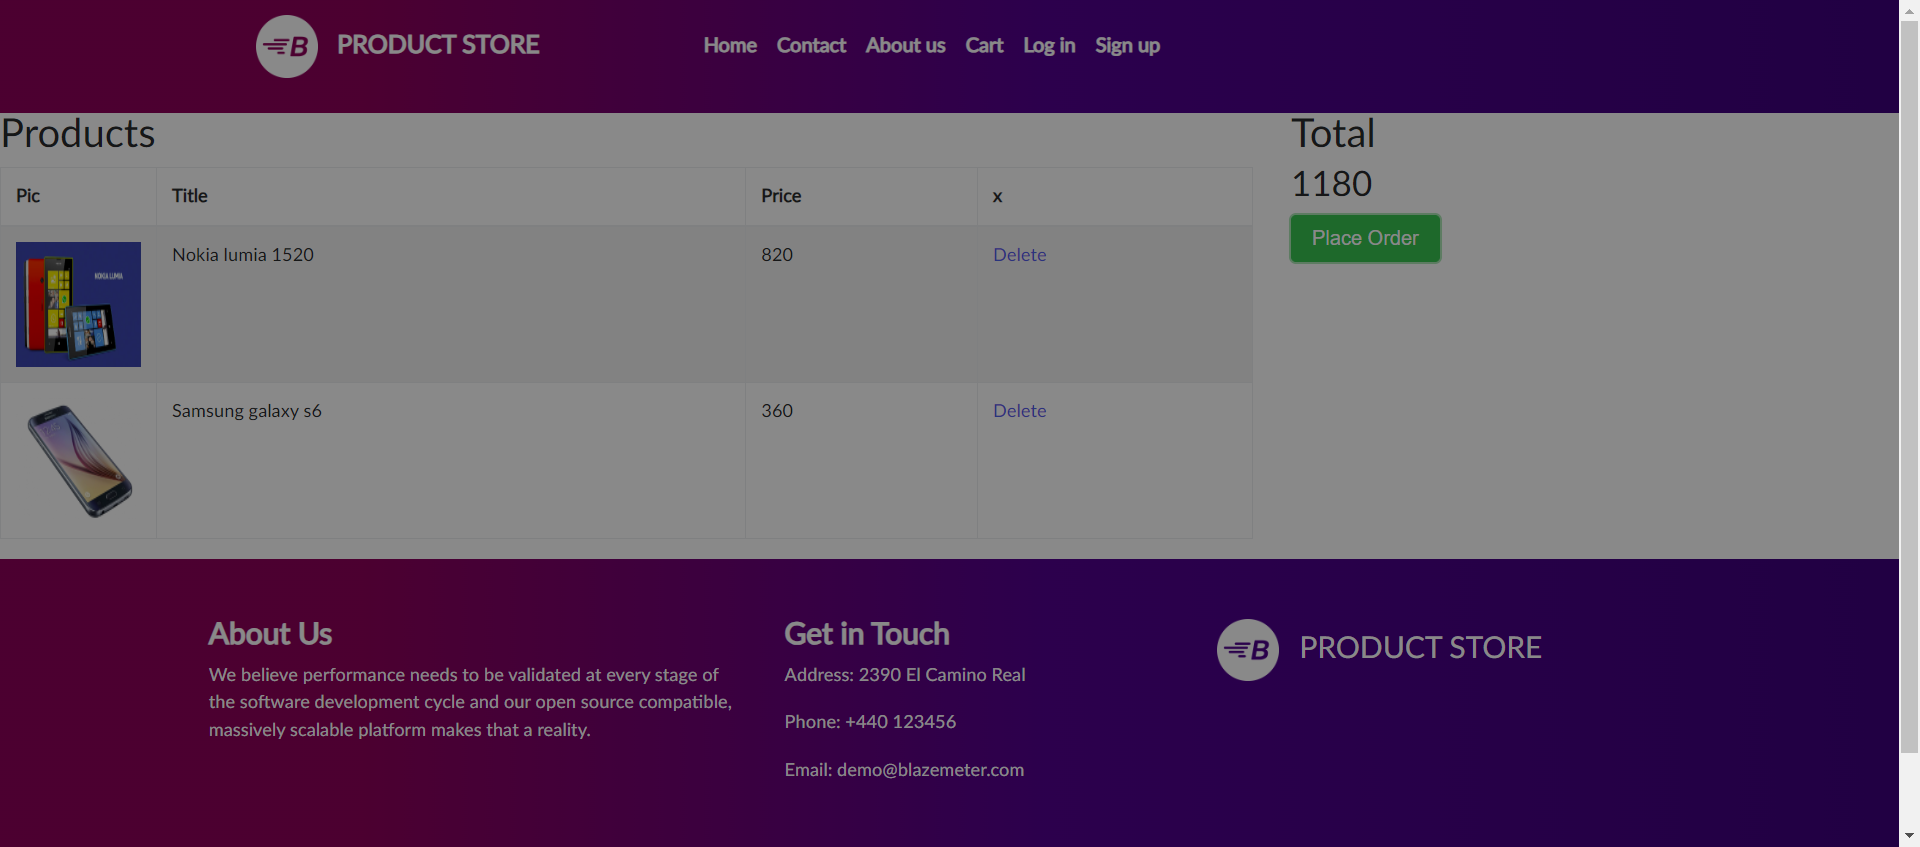 B PRODUCT STORE
Home Contact About us Cart Log in Sign up
Products
Total
1180
Place Order
Pic Title Price x
NOKIA LUMIA
Nokia lumia 1520 820 Delete
Samsung galaxy s6 360 Delete
About Us
We believe performance needs to be validated at every stage of
the software development cycle and our open source compatible,
massively scalable platform makes that a reality.
Get in Touch
Address: 2390 El Camino Real
Phone: +440 123456
Email: demo@blazemeter.com
B PRODUCT STORE